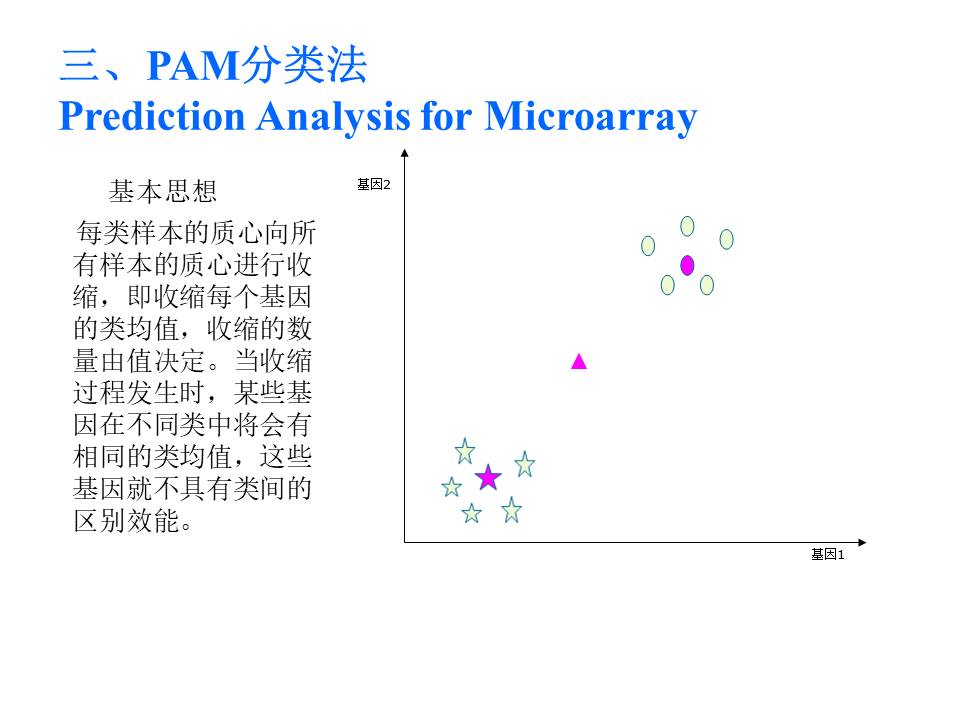 三、PAM分类法
Prediction Analysis for Microarray
基本思想
每类样本的质心向所
有样本的质心进行收
缩，即收缩每个基因
的类均值，收缩的数
量由值决定。当收缩
过程发生时，某些基
因在不同类中将会有
相同的类均值，这些
基因就不具有类间的
区别效能。
基因2
基因1